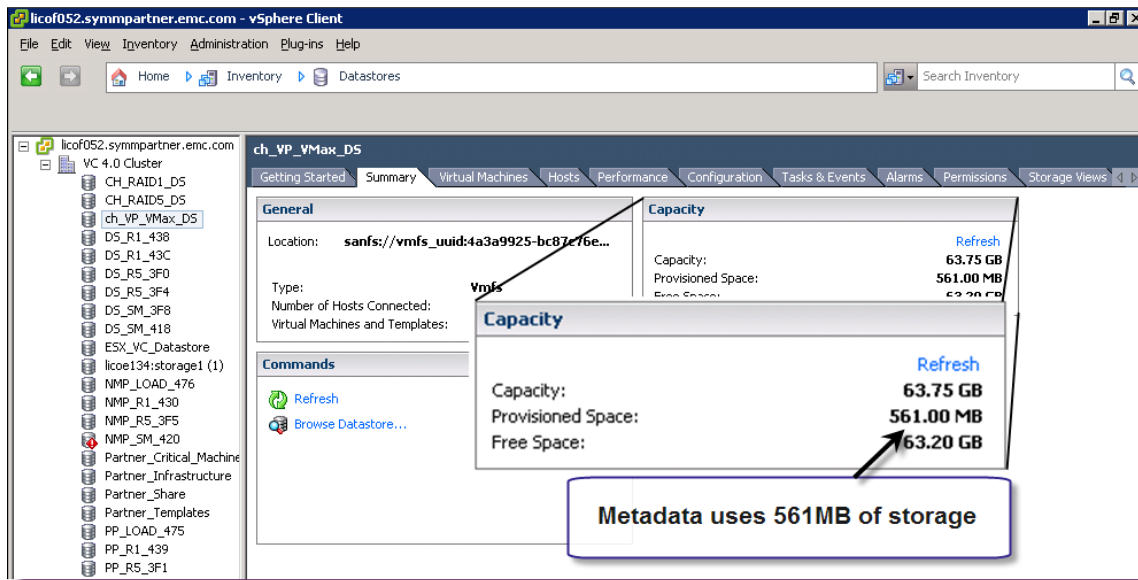 licof052.symmpartner.emc.com - vSphere Client
File Edit View Inventory Administration Plug-ins Help
Home Inventory Datastores Search Inventory
licof052.symmpartner.emc.com
VC 4.0 Cluster
CH_RAID1_DS
CH_RAID5_DS
ch_VP_VMax_DS
DS_R1_438
DS_R1_43C
DS_R5_3F0
DS_R5_3F4
DS_SM_3F8
DS_SM_418
ESX_VC_Datastore
licoe134:storage1 (1)
NMP_LOAD_476
NMP_R1_430
NMP_R5_3F5
NMP_SM_420
Partner_Critical_Machine
Partner_Infrastructure
Partner_Share
Partner_Templates
PP_LOAD_475
PP_R1_439
PP_R5_3F1
ch_VP_VMax_DS
Getting Started Summary Virtual Machines Hosts Performance Configuration Tasks & Events Alarms Permissions Storage Views
General
Location: sanfs://vmfs_uuid:4a3a9925-bc87c76e...
Type: Vmfs
Number of Hosts Connected:
Virtual Machines and Templates:
Commands
Refresh
Browse Datastore...
Capacity
Refresh
Capacity: 63.75 GB
Provisioned Space: 561.00 MB
Free Space: 63.20 GB
Capacity
Refresh
Capacity: 63.75 GB
Provisioned Space: 561.00 MB
Free Space: 63.20 GB
Metadata uses 561MB of storage